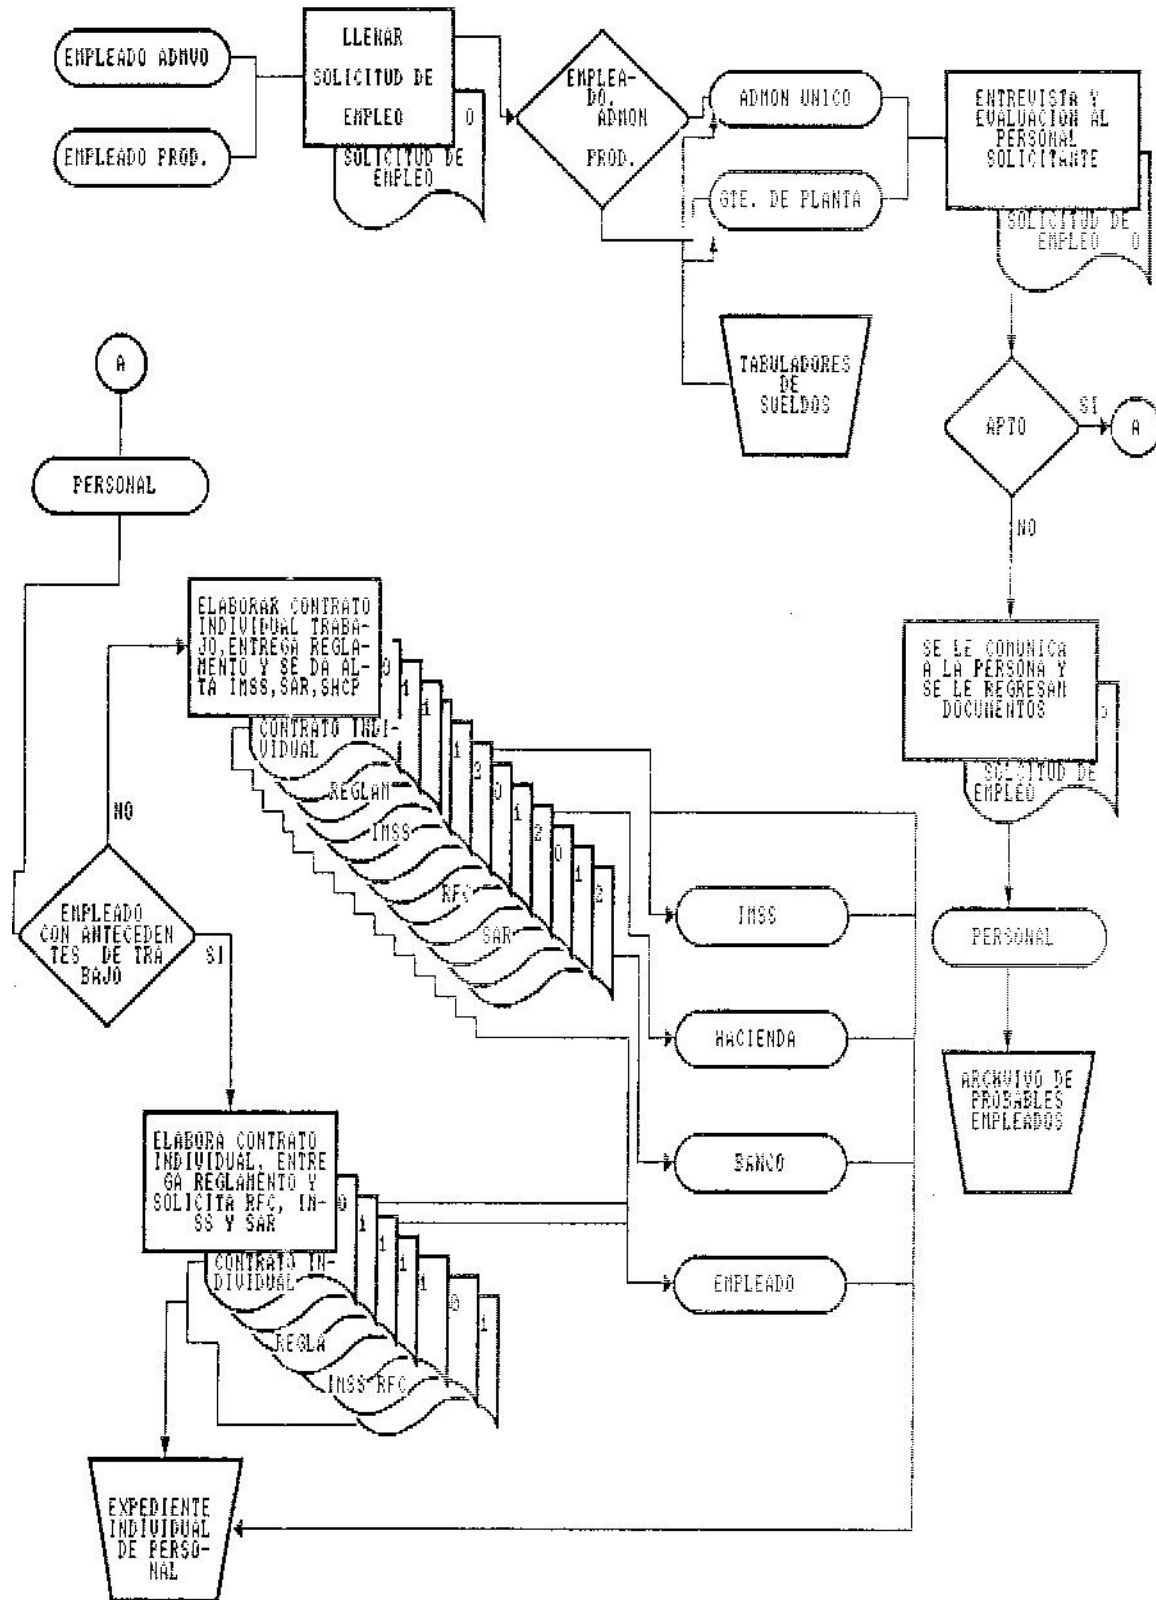 EMPLEADO ADMVO
EMPLEADO PROD.
LLENAR
SOLICITUD DE
EMPLEO
0
SOLICITUD DE
EMPLEO
EMPLEA-
DO.
ADMON
PROD.
ADMON UNICO
GTE. DE PLANTA
TABULADORES
DE
SUELDOS
ENTREVISTA Y
EVALUACION AL
PERSONAL
SOLICITANTE
SOLICITUD DE
EMPLEO 0
APTO
SI
A
NO
SE LE COMUNICA
A LA PERSONA Y
SE LE REGRESAN
DOCUMENTOS
SOLCITUD DE
EMPLEO
PERSONAL
ARCHVIVO DE
PROBABLES
EMPLEADOS
A
PERSONAL
EMPLEADO
CON ANTECEDEN
TES DE TRA
BAJO
NO
SI
ELABORAR CONTRATO
INDIVIDUAL TRABA-
JO,ENTREGA REGLA-
MENTO Y SE DA AL-
TA IMSS,SAR,SHCP
0
1
1
1
2
0
1
2
0
1
2
CONTRATO INDI-
VIDUAL
REGLAM
IMSS
RFC
SAR
IMSS
HACIENDA
BANCO
EMPLEADO
ELABORA CONTRATO
INDIVIDUAL, ENTRE
GA REGLAMENTO Y
SOLICITA RFC, IM-
SS Y SAR
0
1
1
1
1
0
1
CONTRATO IN-
DIVIDUAL
REGLA
IMSS RFC
EXPEDIENTE
INDIVIDUAL
DE PERSO-
NAL